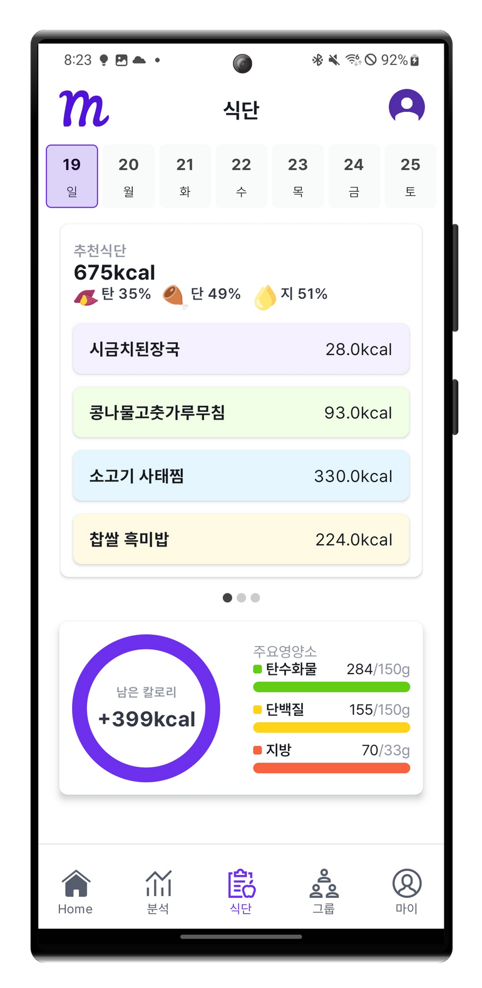 8:23
92%
m
식단
19 20 21 22 23 24 25
일 월 화 수 목 금 토
추천식단
675kcal
탄 35% 단 49% 지 51%
시금치된장국 28.0kcal
콩나물고춧가루무침 93.0kcal
소고기 사태찜 330.0kcal
찹쌀 흑미밥 224.0kcal
남은 칼로리
+399kcal
주요영양소
탄수화물 284/150g
단백질 155/150g
지방 70/33g
Home 분석 식단 그룹 마이